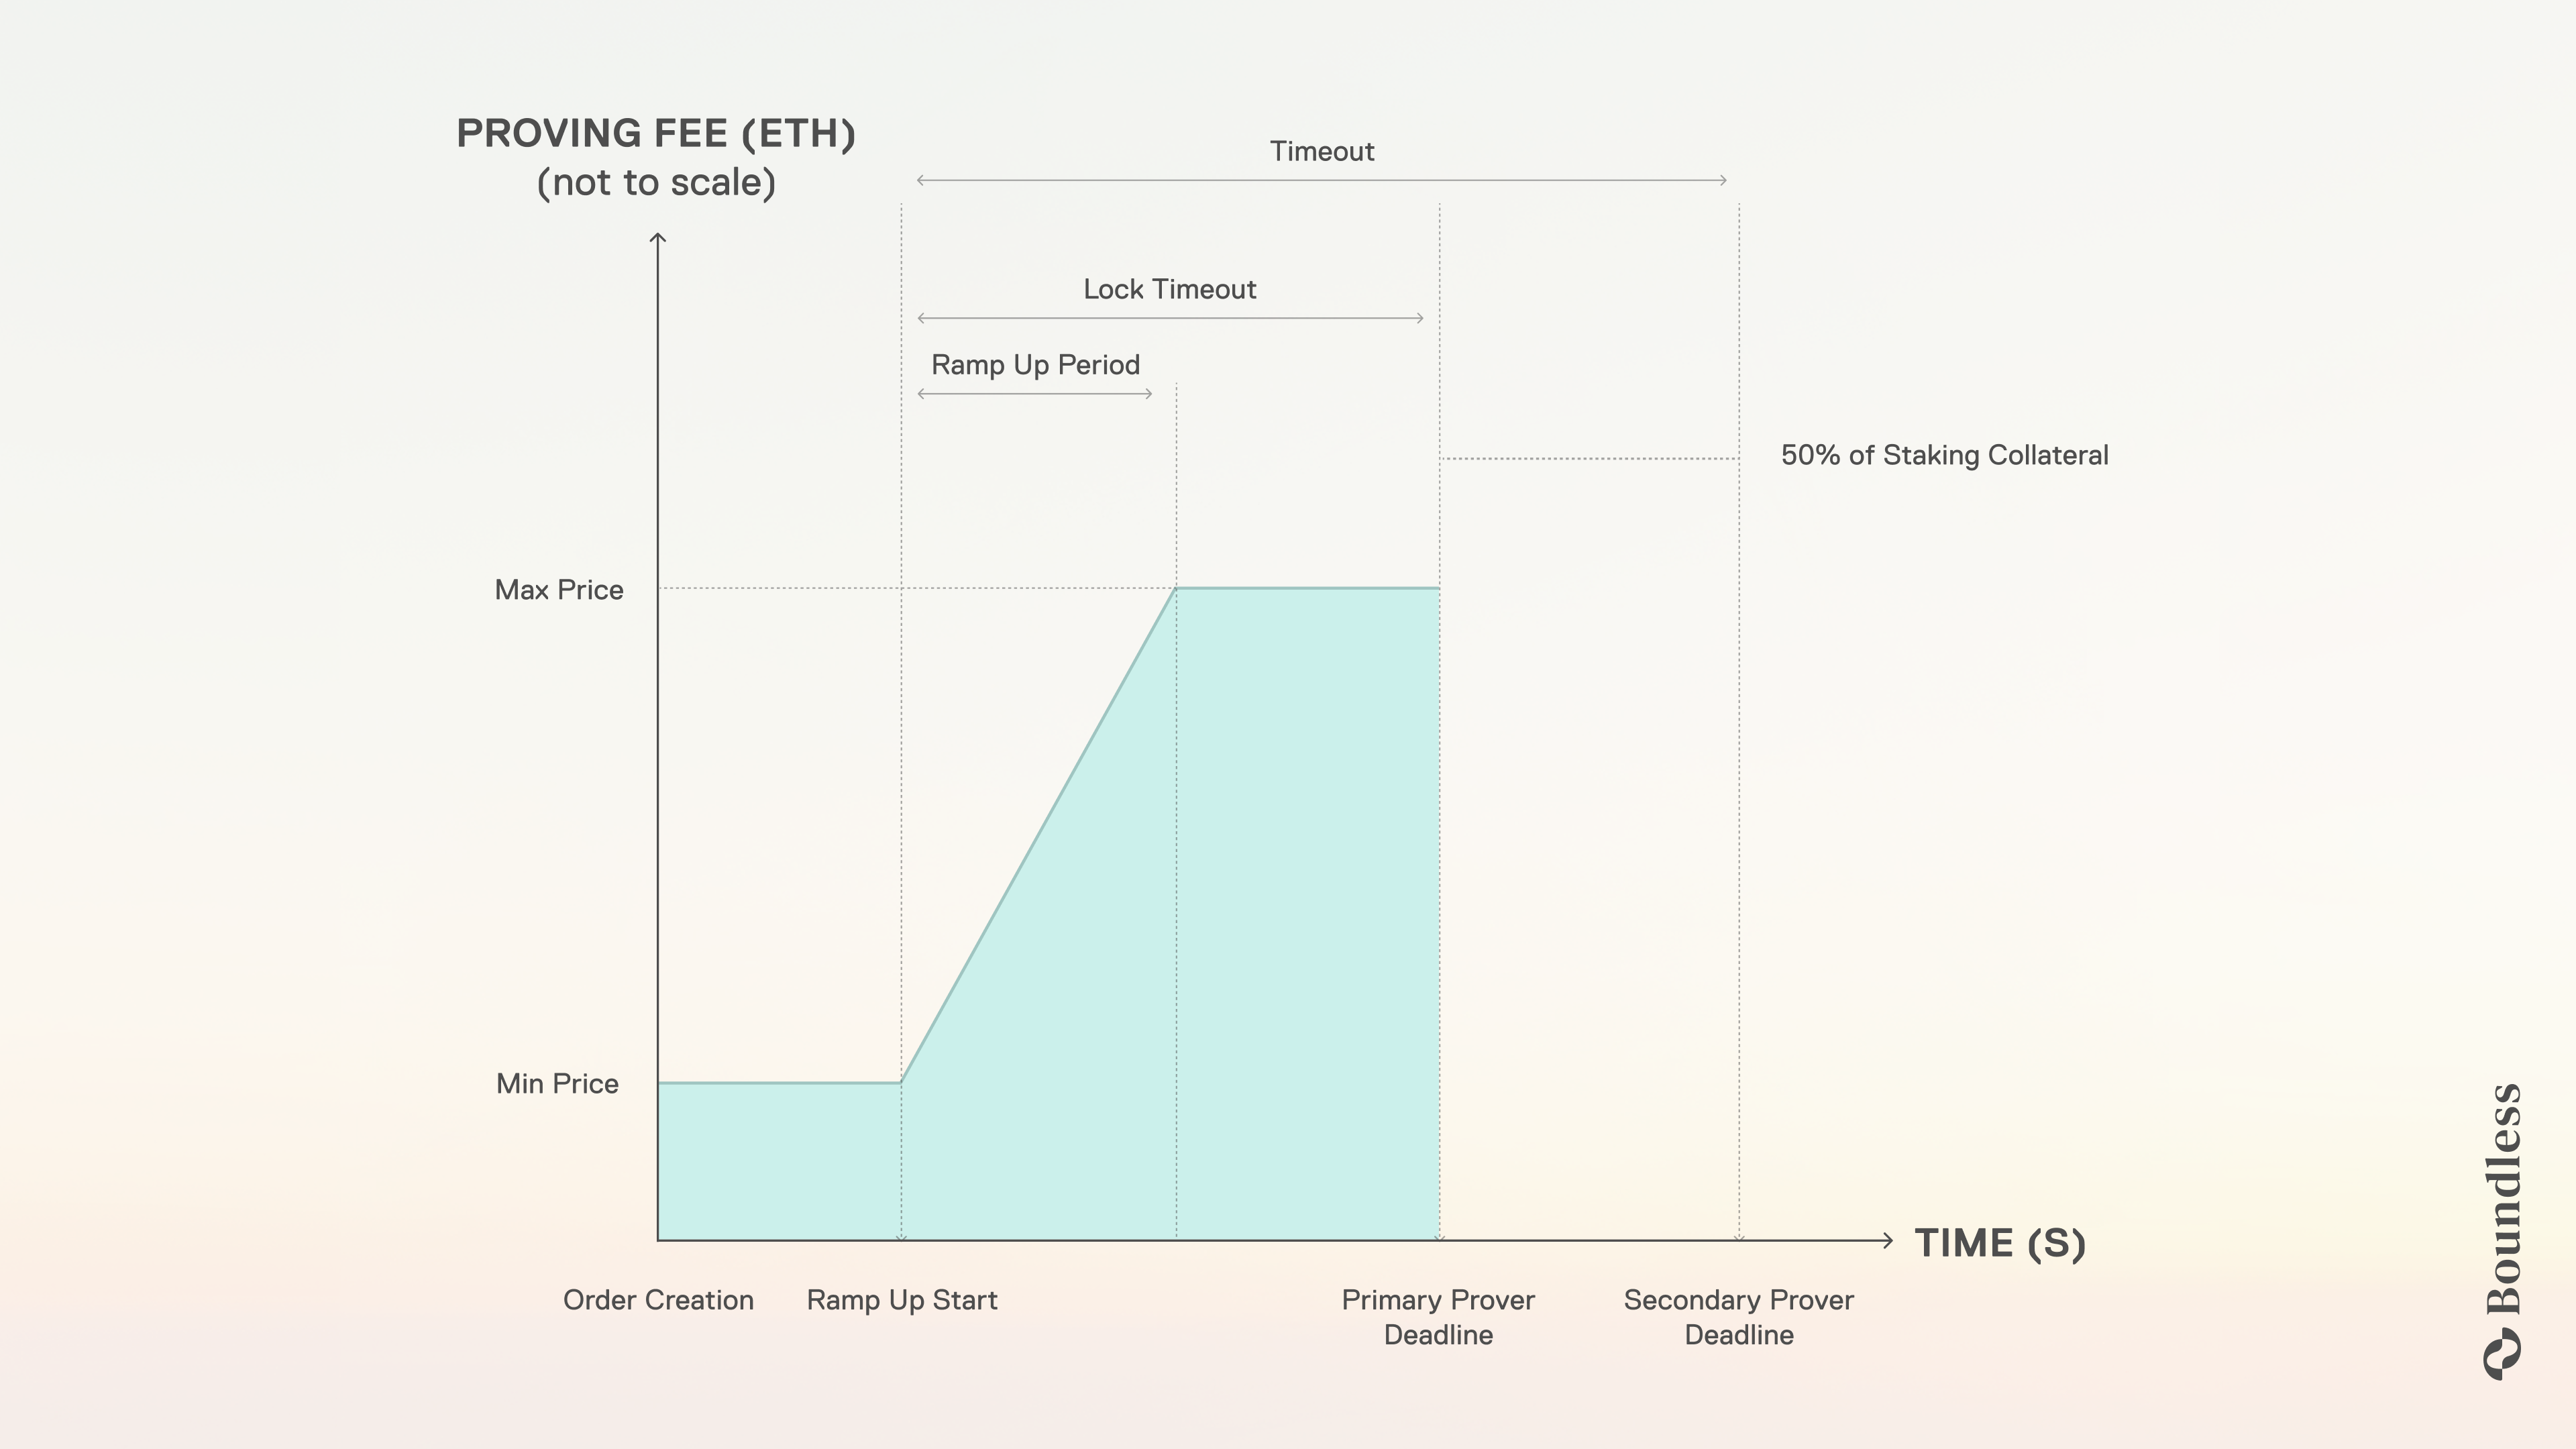 PROVING FEE (ETH)
(not to scale)
Timeout
Lock Timeout
Ramp Up Period
50% of Staking Collateral
Max Price
Min Price
TIME (S)
Order Creation
Ramp Up Start
Primary Prover
Deadline
Secondary Prover
Deadline
Boundless